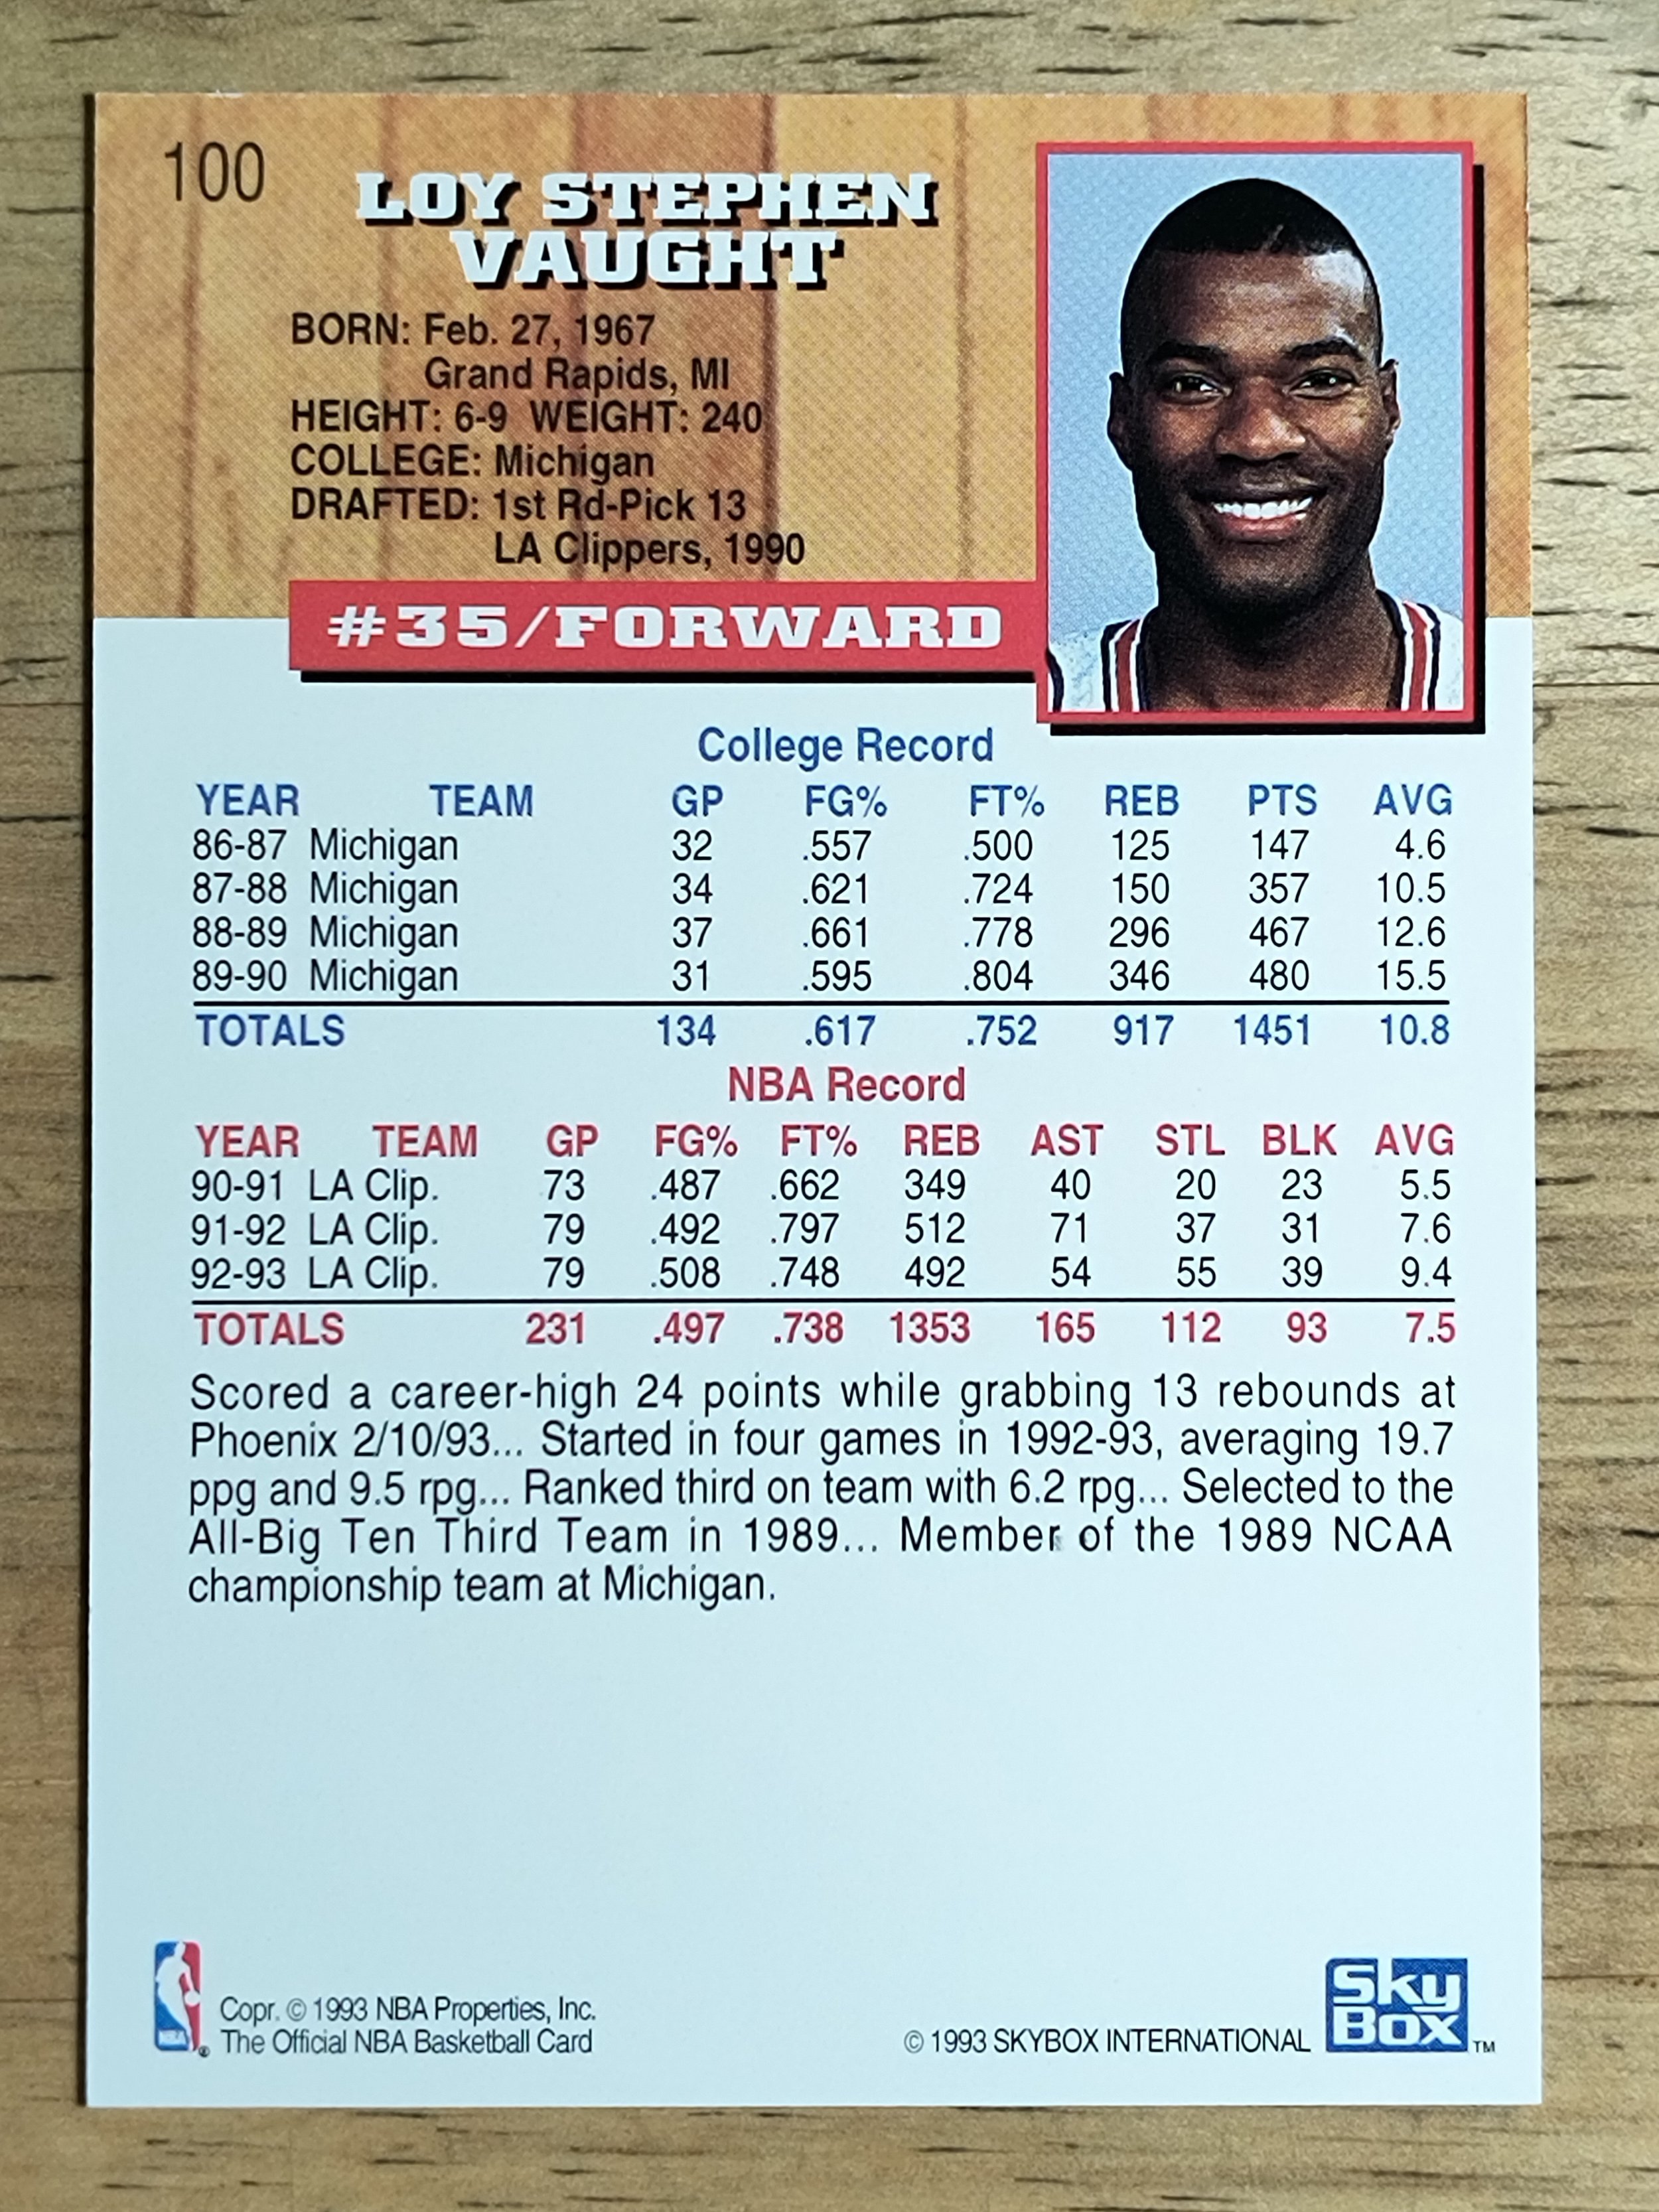 100
LOY STEPHEN
VAUGHT
BORN: Feb. 27, 1967
Grand Rapids, MI
HEIGHT: 6-9 WEIGHT: 240
COLLEGE: Michigan
DRAFTED: 1st Rd-Pick 13
LA Clippers, 1990
#35/FORWARD
College Record
YEAR TEAM GP FG% FT% REB PTS AVG
86-87 Michigan 32 .557 .500 125 147 4.6
87-88 Michigan 34 .621 .724 150 357 10.5
88-89 Michigan 37 .661 .778 296 467 12.6
89-90 Michigan 31 .595 .804 346 480 15.5
TOTALS 134 .617 .752 917 1451 10.8
NBA Record
YEAR TEAM GP FG% FT% REB AST STL BLK AVG
90-91 LA Clip. 73 .487 .662 349 40 20 23 5.5
91-92 LA Clip. 79 .492 .797 512 71 37 31 7.6
92-93 LA Clip. 79 .508 .748 492 54 55 39 9.4
TOTALS 231 .497 .738 1353 165 112 93 7.5
Scored a career-high 24 points while grabbing 13 rebounds at
Phoenix 2/10/93... Started in four games in 1992-93, averaging 19.7
ppg and 9.5 rpg... Ranked third on team with 6.2 rpg... Selected to the
All-Big Ten Third Team in 1989... Member of the 1989 NCAA
championship team at Michigan.
NBA ®
Copr. © 1993 NBA Properties, Inc.
The Official NBA Basketball Card
© 1993 SKYBOX INTERNATIONAL
Sky
Box ™